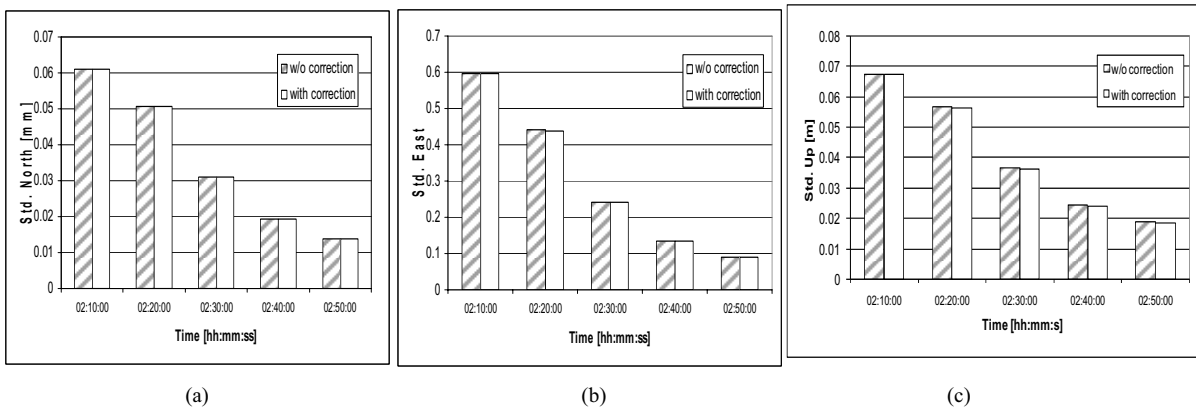 0.07
0.06
0.05
0.04
0.03
0.02
0.01
0
Std. North [m m]
w/o correction
with correction
02:10:00 02:20:00 02:30:00 02:40:00 02:50:00
Time [hh:mm:ss]
(a)
0.7
0.6
0.5
0.4
0.3
0.2
0.1
0
Std. East
w/o correction
with correction
02:10:00 02:20:00 02:30:00 02:40:00 02:50:00
Time [hh:mm:ss]
(b)
0.08
0.07
0.06
0.05
0.04
0.03
0.02
0.01
0
Std. Up [m]
w/o correction
with correction
02:10:00 02:20:00 02:30:00 02:40:00 02:50:00
Time [hh:mm:s]
(c)